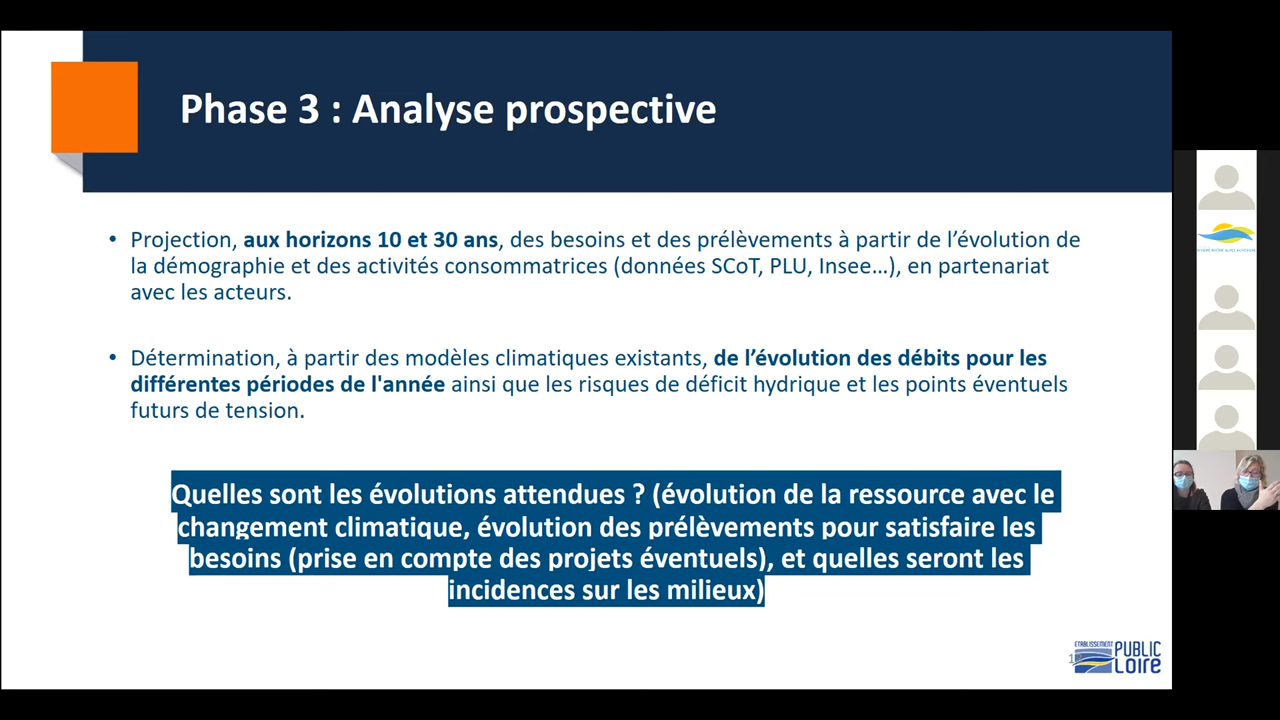 Phase 3 : Analyse prospective
• Projection, aux horizons 10 et 30 ans, des besoins et des prélèvements à partir de l’évolution de
la démographie et des activités consommatrices (données SCoT, PLU, Insee…), en partenariat
avec les acteurs.
• Détermination, à partir des modèles climatiques existants, de l’évolution des débits pour les
différentes périodes de l'année ainsi que les risques de déficit hydrique et les points éventuels
futurs de tension.
Quelles sont les évolutions attendues ? (évolution de la ressource avec le
changement climatique, évolution des prélèvements pour satisfaire les
besoins (prise en compte des projets éventuels), et quelles seront les
incidences sur les milieux)
ETABLISSEMENT
PUBLIC
LOIRE